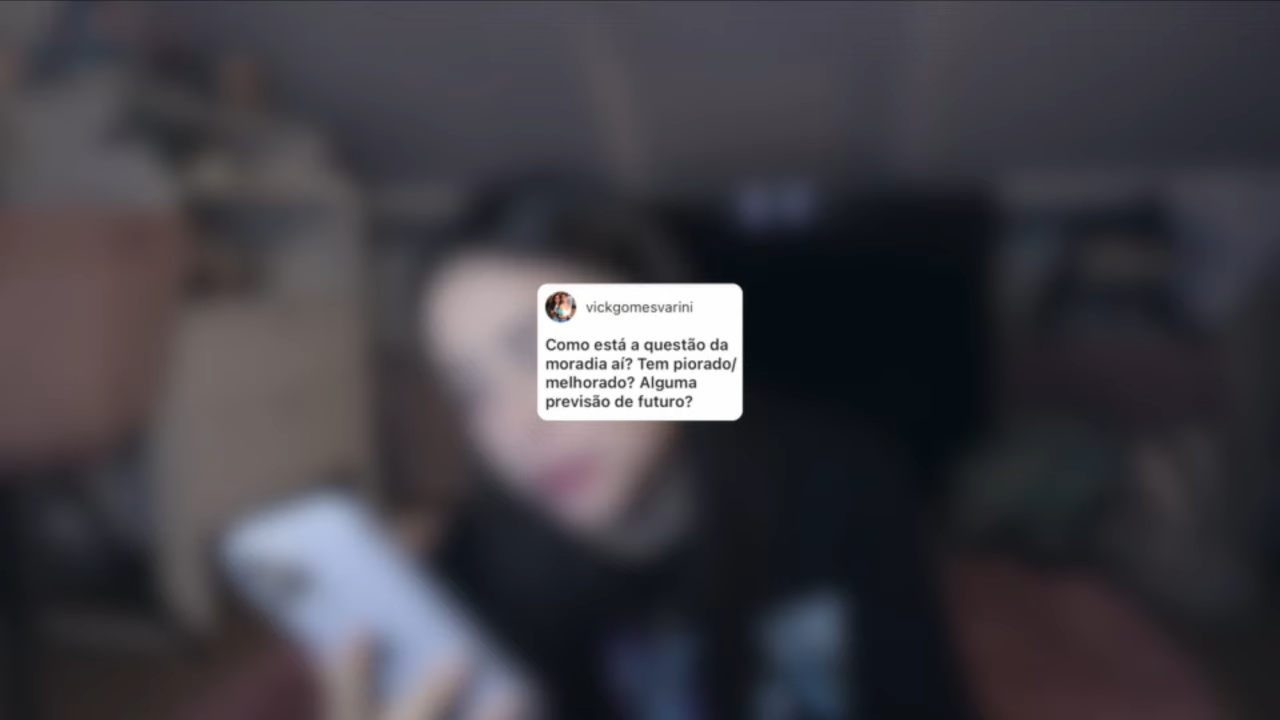 vickgomesvarini
Como está a questão da
moradia aí? Tem piorado/
melhorado? Alguma
previsão de futuro?